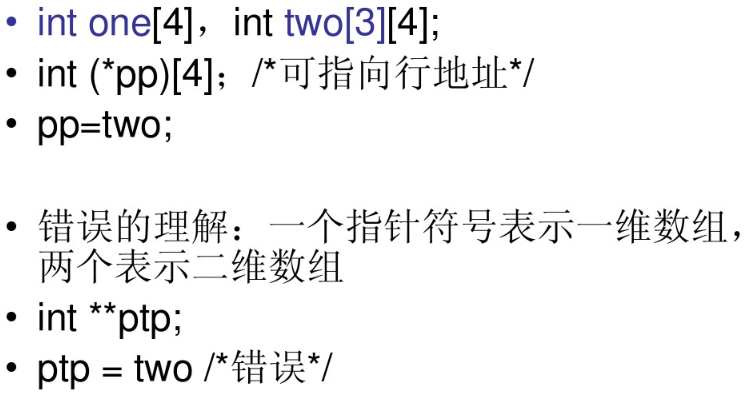 • int one[4]，int two[3][4];
• int (*pp)[4]；/*可指向行地址*/
• pp=two;
• 错误的理解：一个指针符号表示一维数组，
两个表示二维数组
• int **ptp;
• ptp = two /*错误*/